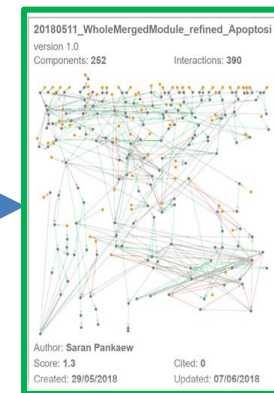 20180511_WholeMergedModule_refined_Apoptosi
version 1.0
Components: 252 Interactions: 390
Author: Saran Pankaew
Score: 1.3 Cited: 0
Created: 29/05/2018 Updated: 07/06/2018